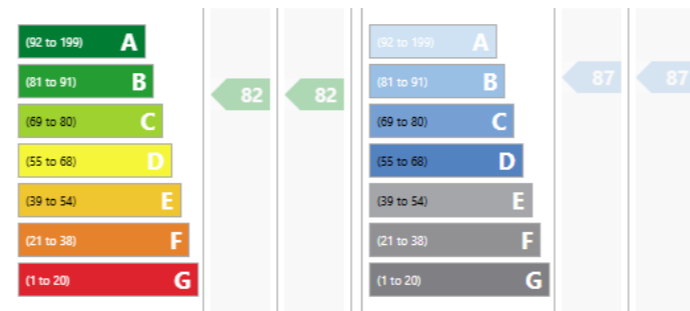 (92 to 199) A
(81 to 91) B
82 82
(69 to 80) C
(55 to 68) D
(39 to 54) E
(21 to 38) F
(1 to 20) G
(92 to 199) A
(81 to 91) B
87 87
(69 to 80) C
(55 to 68) D
(39 to 54) E
(21 to 38) F
(1 to 20) G